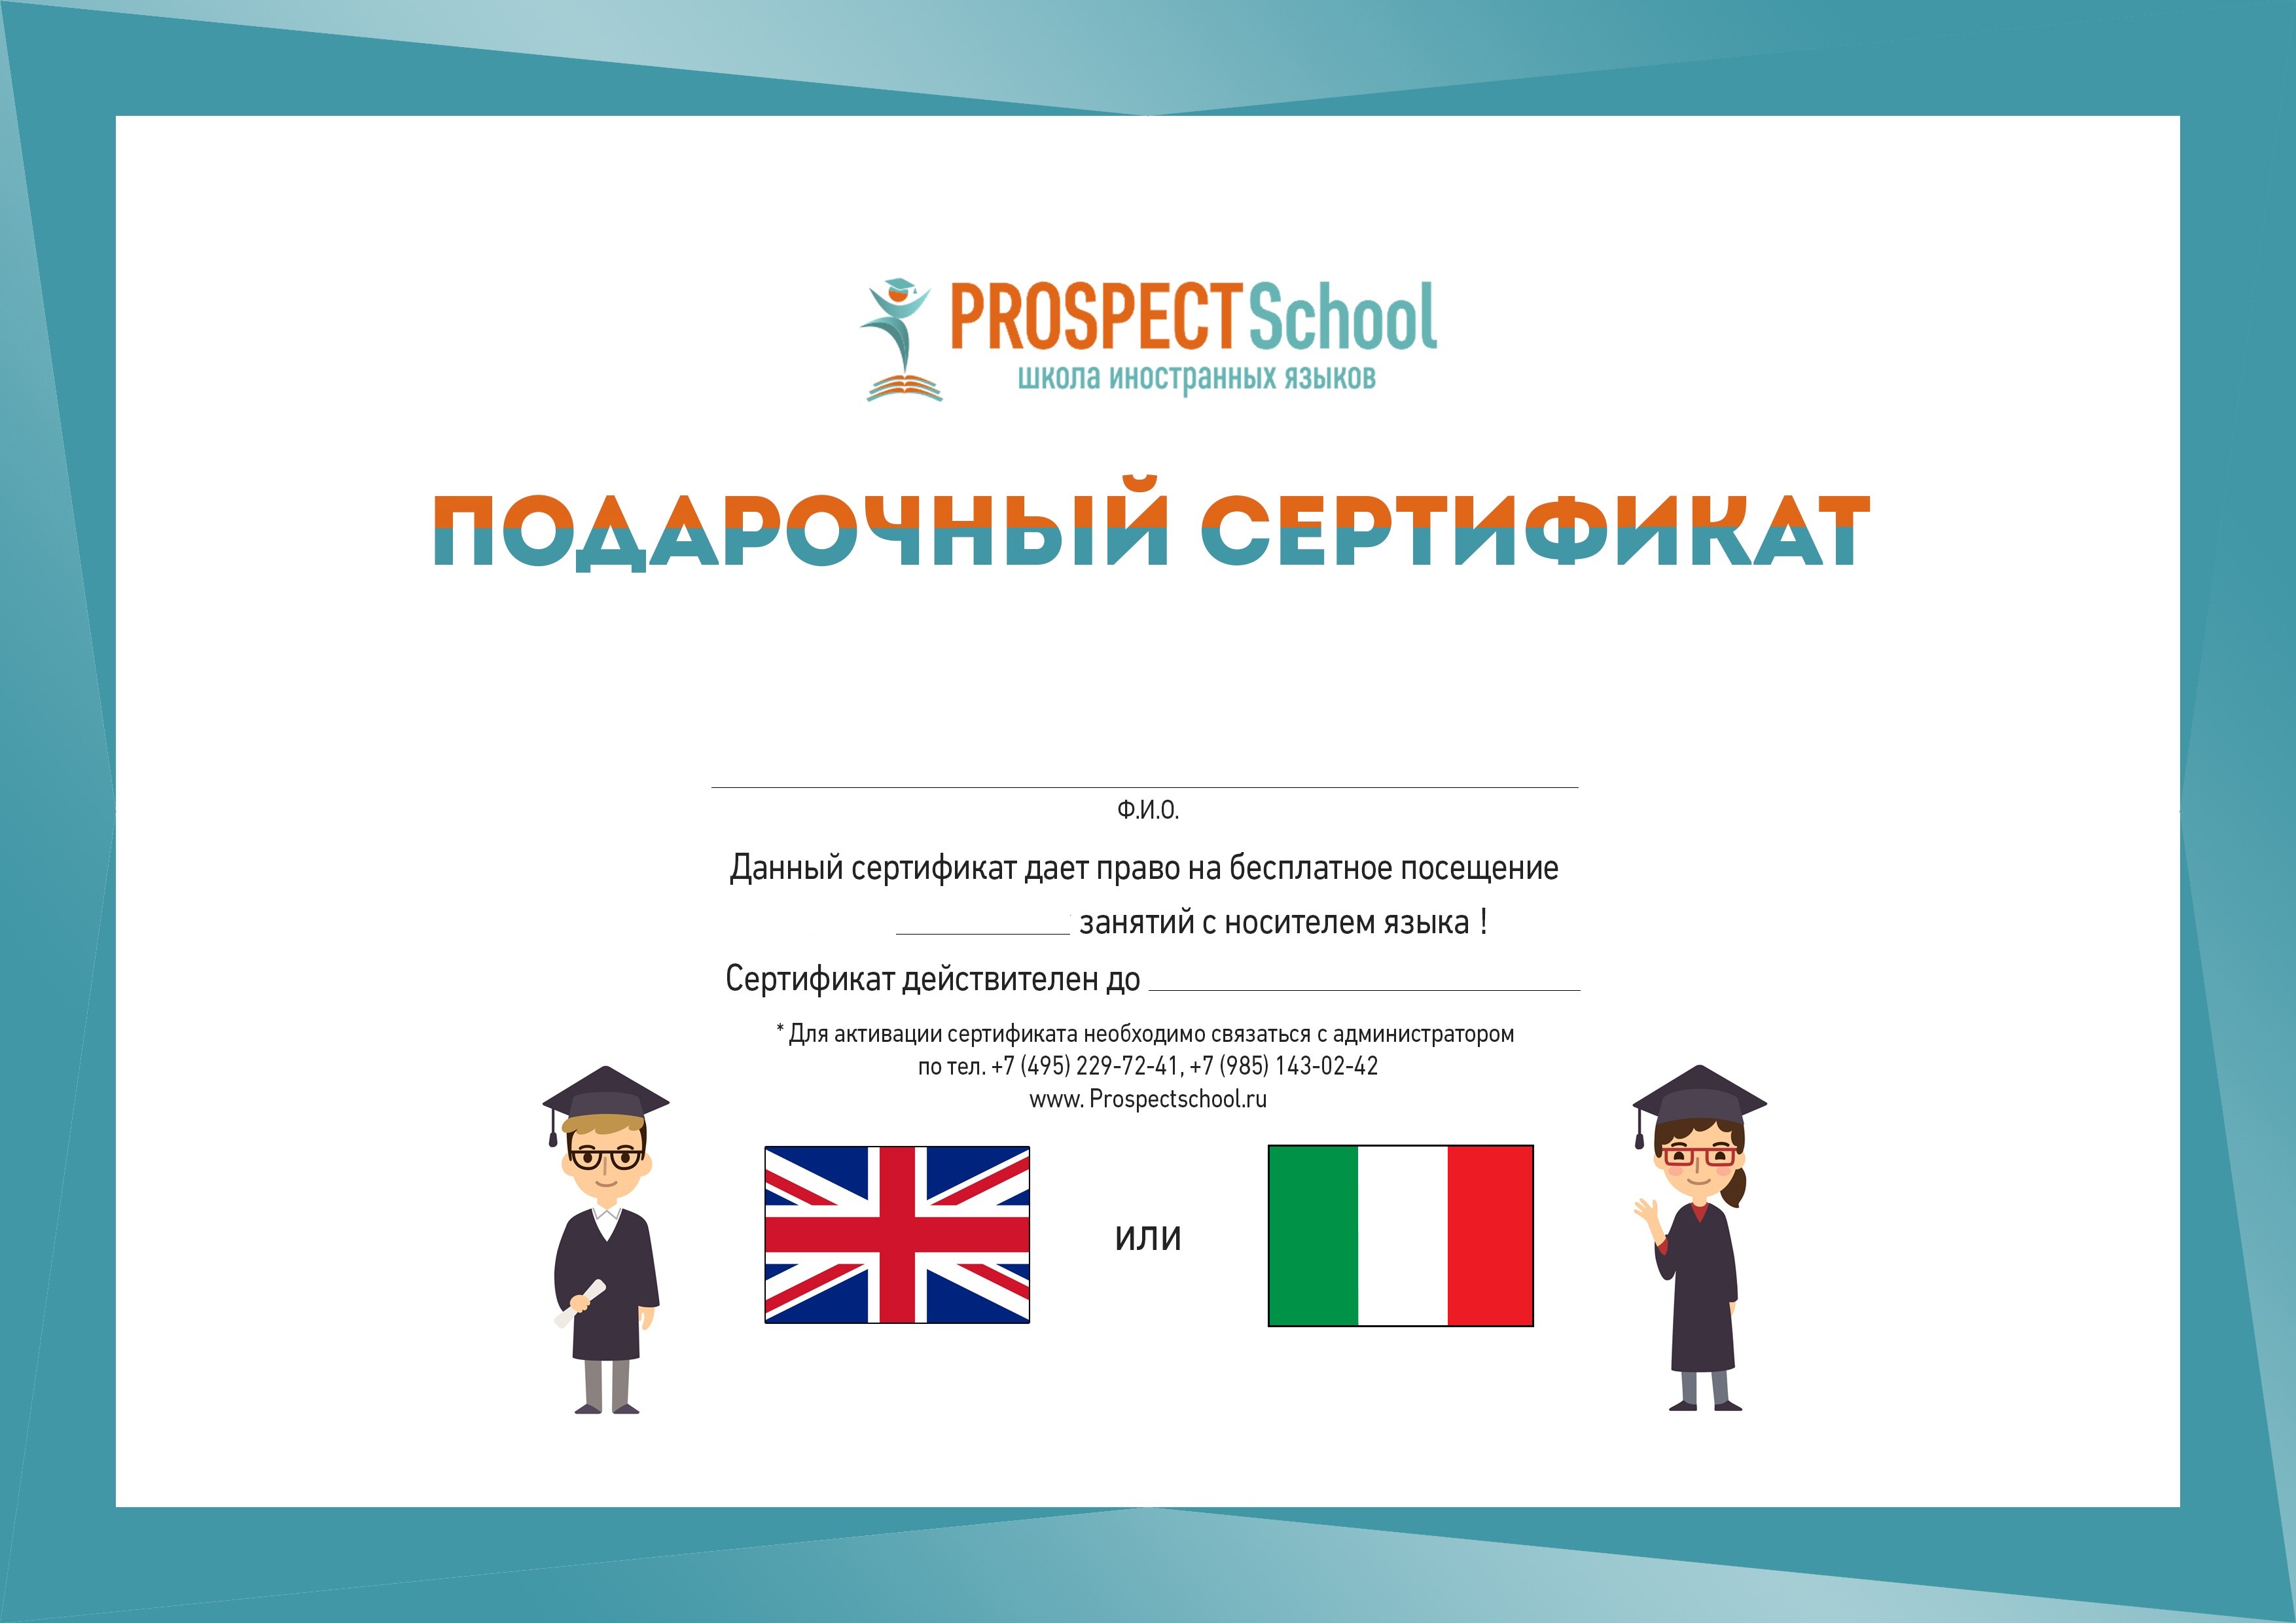 PROSPECT School
школа иностранных языков
ПОДАРОЧНЫЙ СЕРТИФИКАТ
Ф.И.О.
Данный сертификат дает право на бесплатное посещение
занятий с носителем языка !
Сертификат действителен до
* Для активации сертификата необходимо связаться с администратором
по тел. +7 (495) 229-72-41, +7 (985) 143-02-42
www. Prospectschool.ru
или